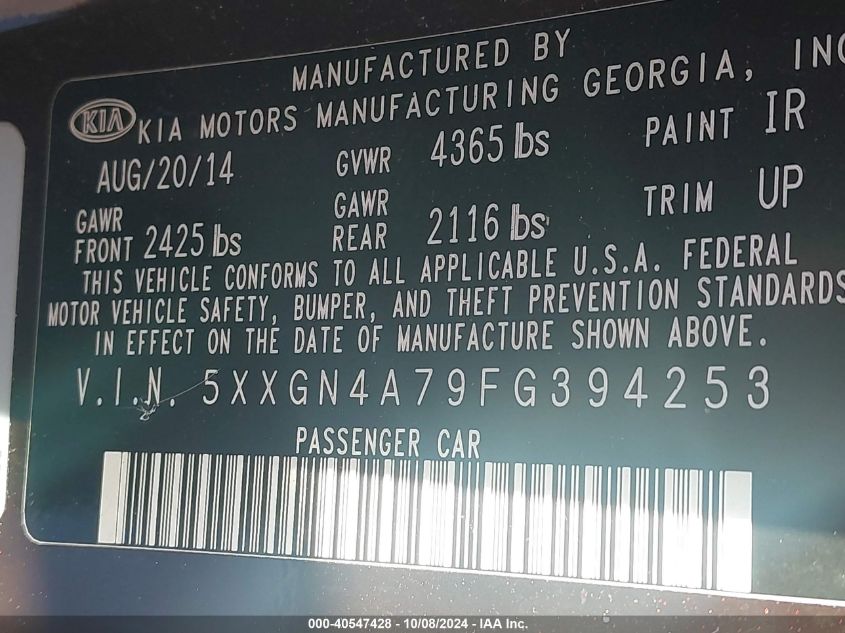 MANUFACTURED BY
KIA KIA MOTORS MANUFACTURING GEORGIA, INC
AUG/20/14 GVWR 4365 lbs PAINT IR
GAWR FRONT 2425 lbs GAWR REAR 2116 lbs TRIM UP
THIS VEHICLE CONFORMS TO ALL APPLICABLE U.S.A. FEDERAL
MOTOR VEHICLE SAFETY, BUMPER, AND THEFT PREVENTION STANDARDS
IN EFFECT ON THE DATE OF MANUFACTURE SHOWN ABOVE.
V.I.N. 5XXGN4A79FG394253
PASSENGER CAR
000-40547428 - 10/08/2024 - IAA Inc.